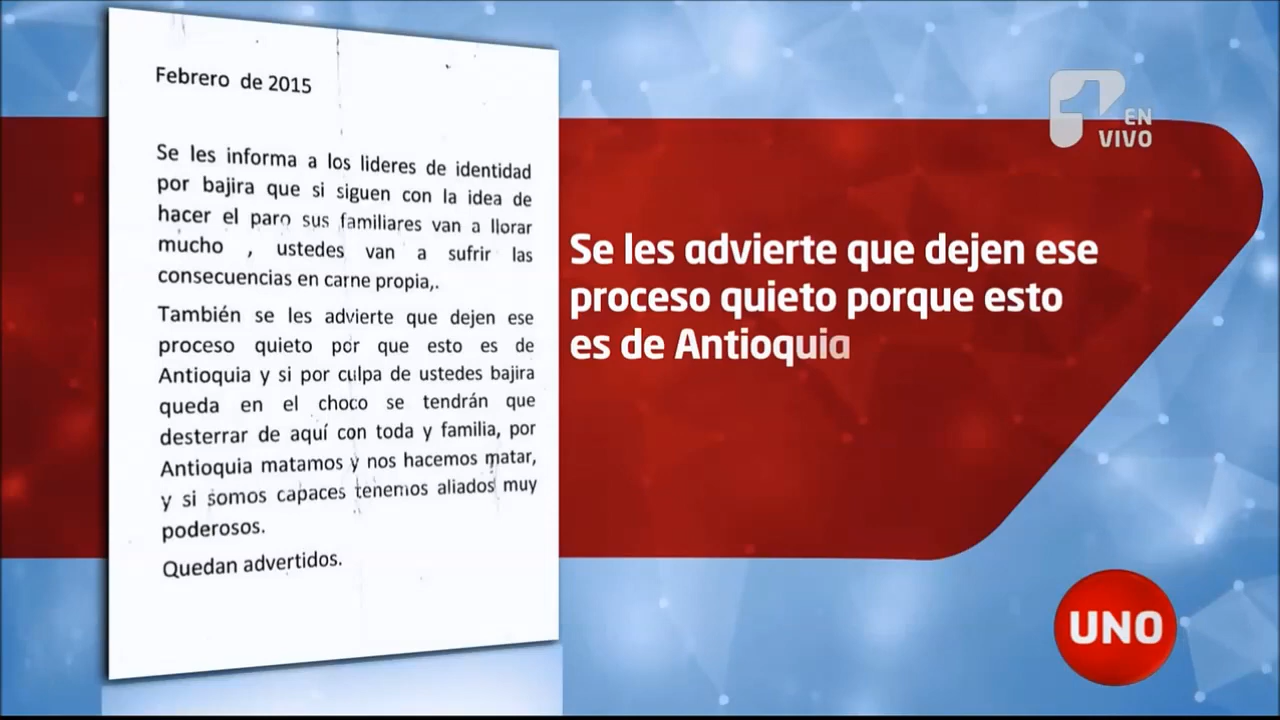 Febrero de 2015
Se les informa a los lideres de identidad
por bajira que si siguen con la idea de
hacer el paro sus familiares van a llorar
mucho , ustedes van a sufrir las
consecuencias en carne propia,.
También se les advierte que dejen ese
proceso quieto por que esto es de
Antioquia y si por culpa de ustedes bajira
queda en el choco se tendrán que
desterrar de aquí con toda y familia, por
Antioquia matamos y nos hacemos matar,
y si somos capaces tenemos aliados muy
poderosos.
Quedan advertidos.
Se les advierte que dejen ese
proceso quieto porque esto
es de Antioquia
1 EN
VIVO
UNO